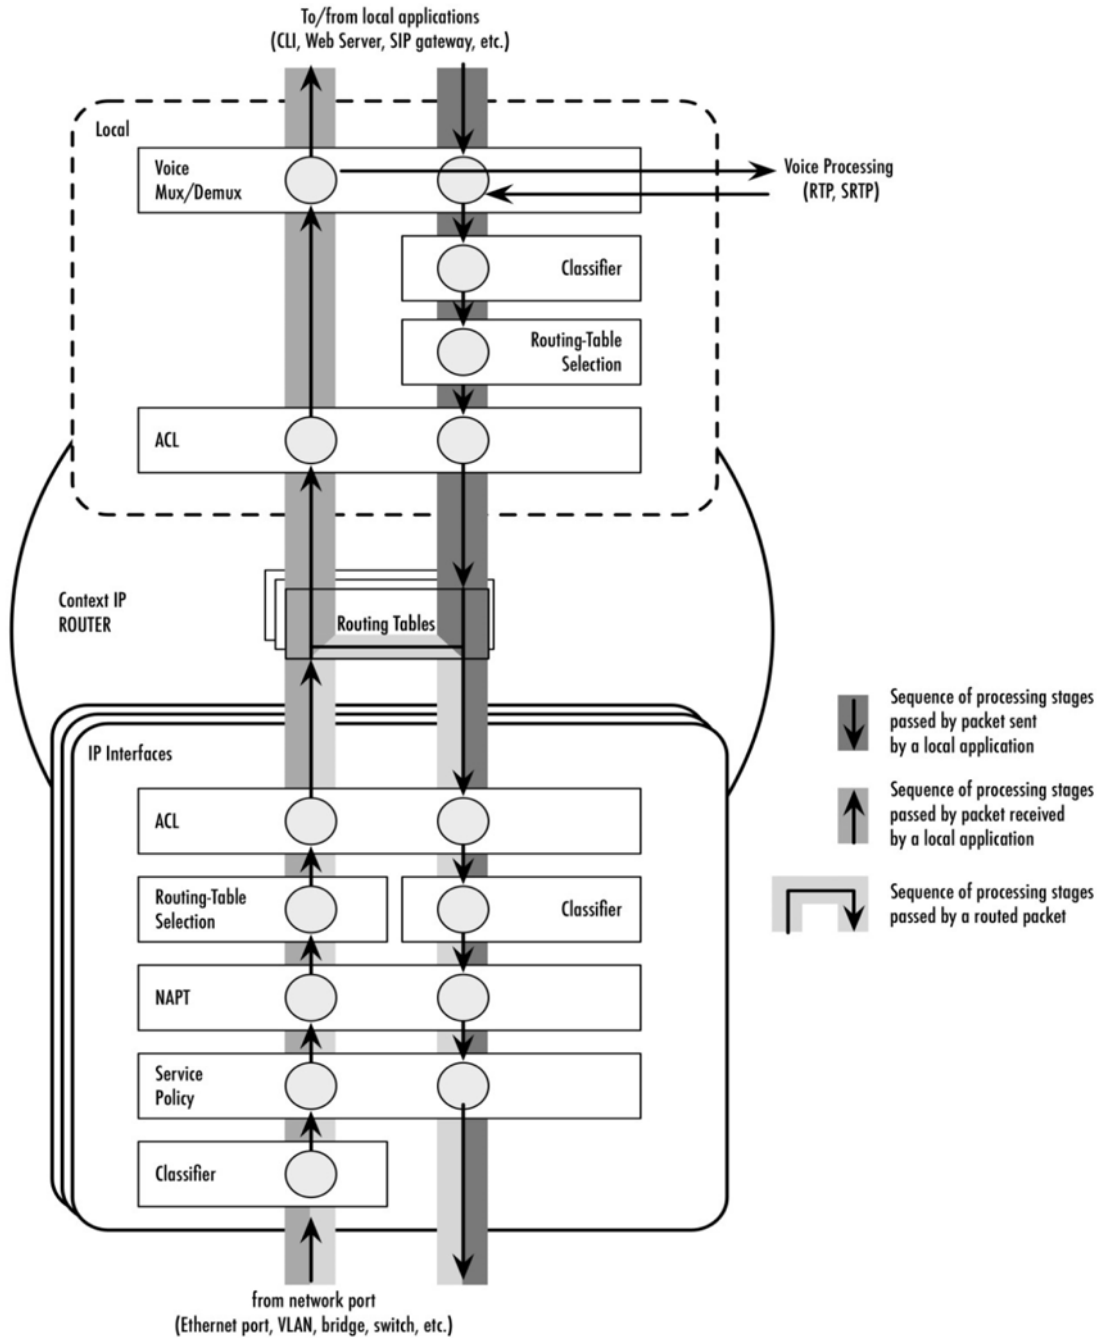 To/from local applications
(CLI, Web Server, SIP gateway, etc.)
Local
Voice
Mux/Demux
Voice Processing
(RTP, SRTP)
Classifier
Routing-Table
Selection
ACL
Context IP
ROUTER
Routing Tables
IP Interfaces
ACL
Routing-Table
Selection
Classifier
NAPT
Service
Policy
Classifier
from network port
(Ethernet port, VLAN, bridge, switch, etc.)
Sequence of processing stages
passed by packet sent
by a local application
Sequence of processing stages
passed by packet received
by a local application
Sequence of processing stages
passed by a routed packet